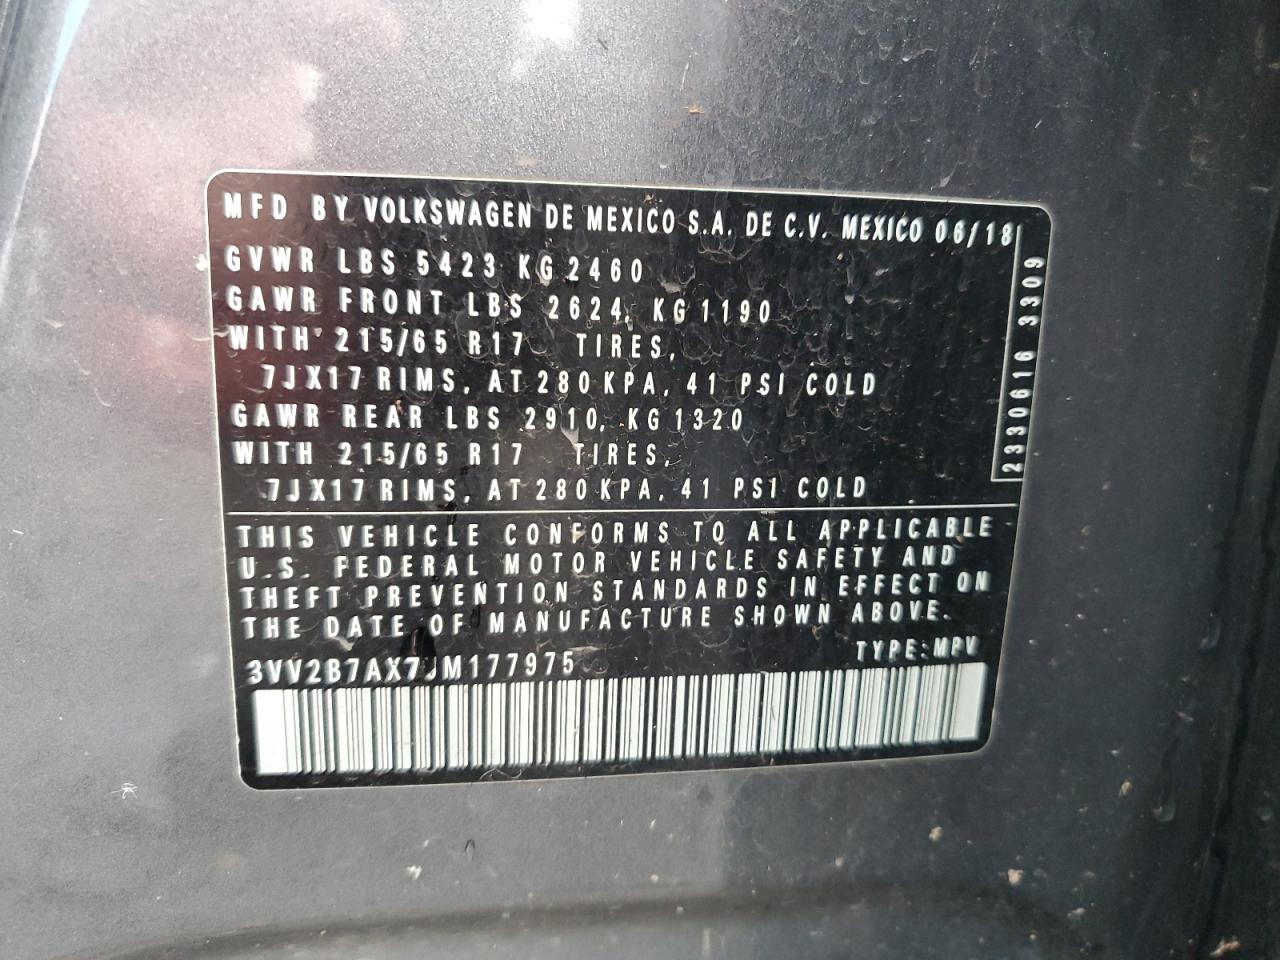 MFD BY VOLKSWAGEN DE MEXICO S.A. DE C.V. MEXICO 06/18
GVWR LBS 5423 KG 2460
GAWR FRONT LBS 2624, KG 1190
WITH 215/65 R17 TIRES,
7JX17 RIMS, AT 280 KPA, 41 PSI COLD
GAWR REAR LBS 2910, KG 1320
WITH 215/65 R17 TIRES,
7JX17 RIMS, AT 280 KPA, 41 PSI COLD
2330616 3309
THIS VEHICLE CONFORMS TO ALL APPLICABLE
U.S. FEDERAL MOTOR VEHICLE SAFETY AND
THEFT PREVENTION STANDARDS IN EFFECT ON
THE DATE OF MANUFACTURE SHOWN ABOVE.
3VV2B7AX7JM177975 TYPE: MPV